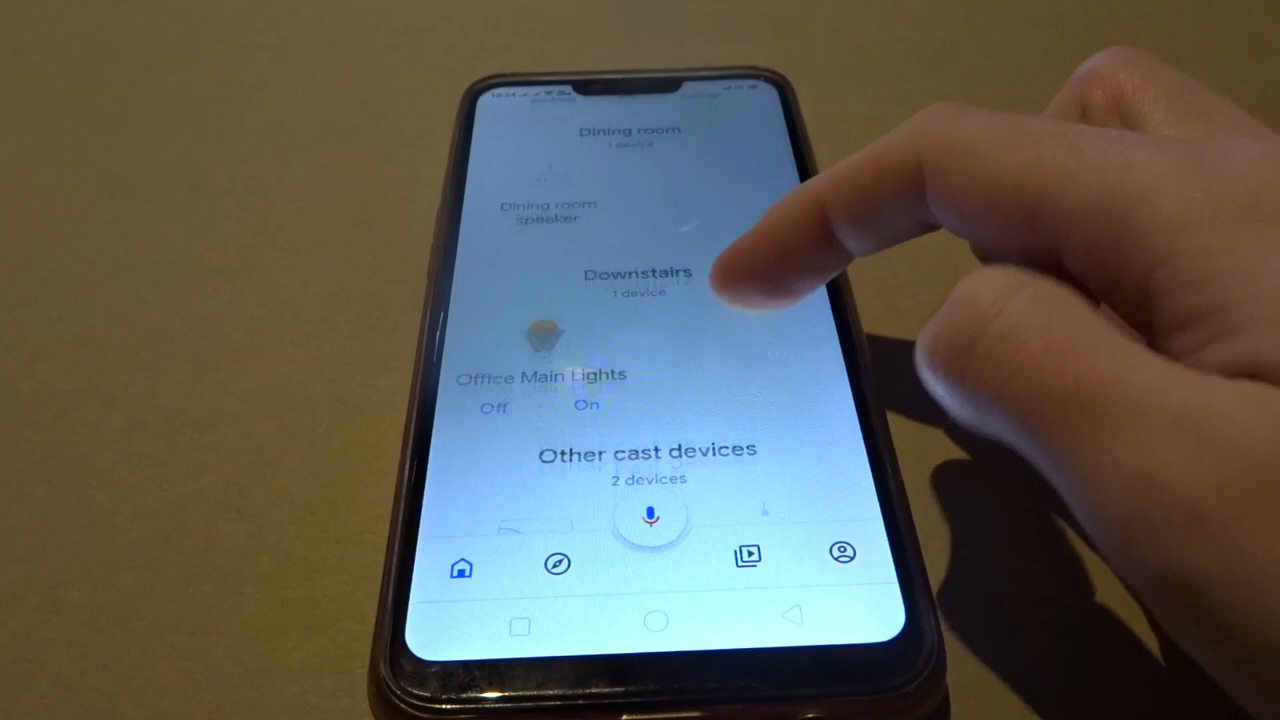 Dining room
1 device
Dining room
speaker
Downstairs
1 device
Office Main Lights
Off
On
Other cast devices
2 devices